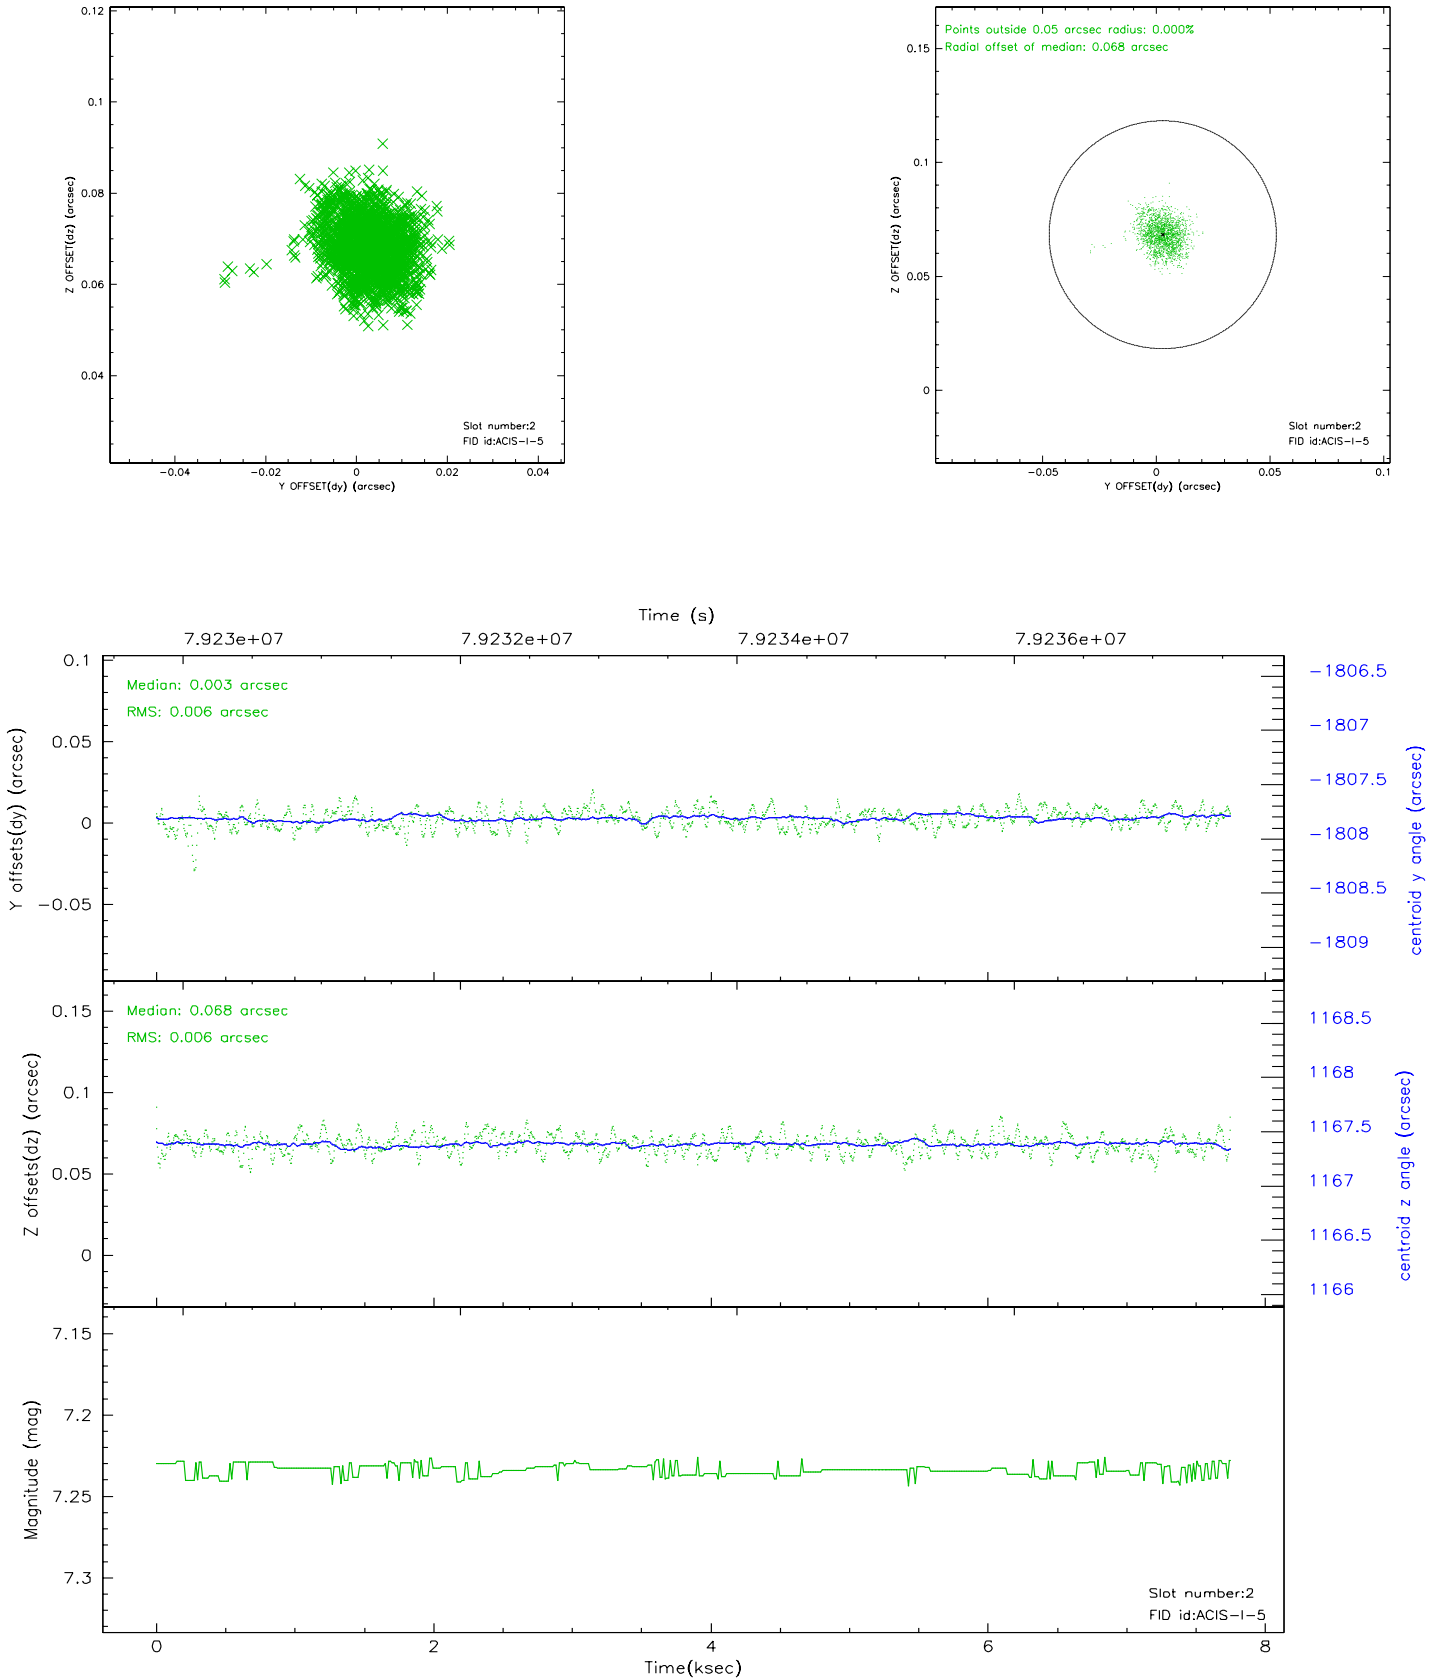 0.12
0.1
0.08
0.06
0.04
Z OFFSET(dz) (arcsec)
-0.04
-0.02
0
0.02
0.04
Y OFFSET(dy) (arcsec)
Slot number:2
FID id:ACIS-I-5
Points outside 0.05 arcsec radius: 0.000%
Radial offset of median: 0.068 arcsec
0.15
0.1
0.05
0
Z OFFSET(dz) (arcsec)
-0.05
0
0.05
0.1
Y OFFSET(dy) (arcsec)
Slot number:2
FID id:ACIS-I-5
Time (s)
7.923e+07
7.9232e+07
7.9234e+07
7.9236e+07
Median: 0.003 arcsec
RMS: 0.006 arcsec
0.1
0.05
0
-0.05
Y offsets(dy) (arcsec)
-1806.5
-1807
-1807.5
-1808
-1808.5
-1809
centroid y angle (arcsec)
Median: 0.068 arcsec
RMS: 0.006 arcsec
0.15
0.1
0.05
0
Z offsets(dz) (arcsec)
1168.5
1168
1167.5
1167
1166.5
1166
centroid z angle (arcsec)
7.15
7.2
7.25
7.3
Magnitude (mag)
Slot number:2
FID id:ACIS-I-5
0
2
4
6
8
Time(ksec)